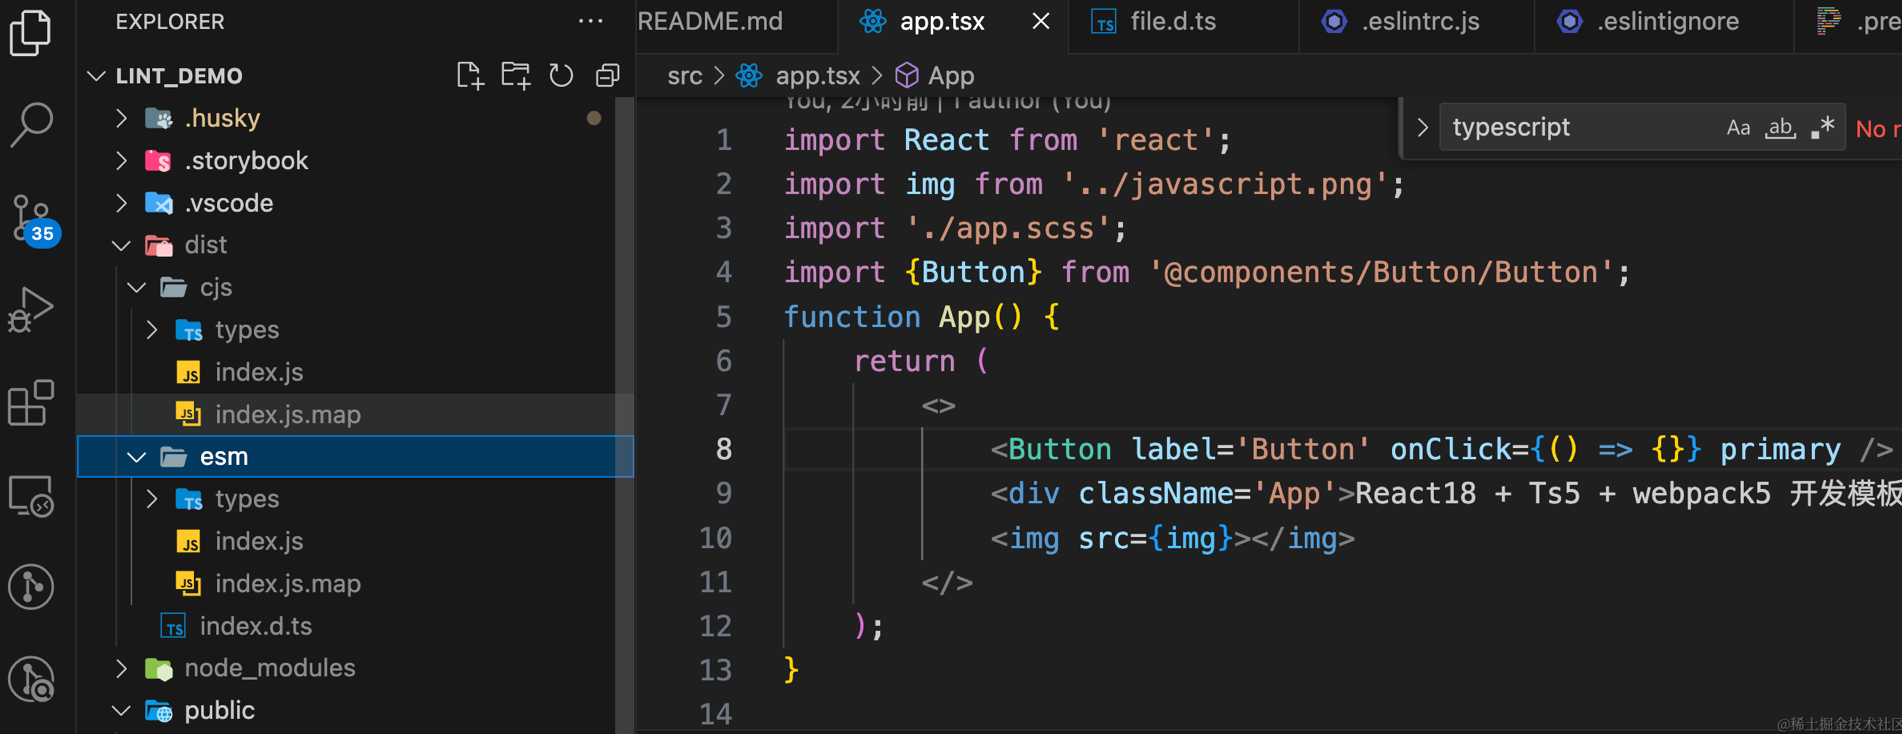 EXPLORER
LINT_DEMO
.husky
.storybook
.vscode
dist
cjs
types
index.js
index.js.map
esm
types
index.js
index.js.map
index.d.ts
node_modules
public
35
README.md
app.tsx
file.d.ts
.eslintrc.js
.eslintignore
.pre
src > app.tsx > App
You, 2小时前 | 1 author (You)
typescript
Aa ab .* No r
1 import React from 'react';
2 import img from '../javascript.png';
3 import './app.scss';
4 import {Button} from '@components/Button/Button';
5 function App() {
6 return (
7 <>
8 <Button label='Button' onClick={() => {}} primary />
9 <div className='App'>React18 + Ts5 + webpack5 开发模板
10 <img src={img}></img>
11 </>
12 );
13 }
14
@稀土掘金技术社区